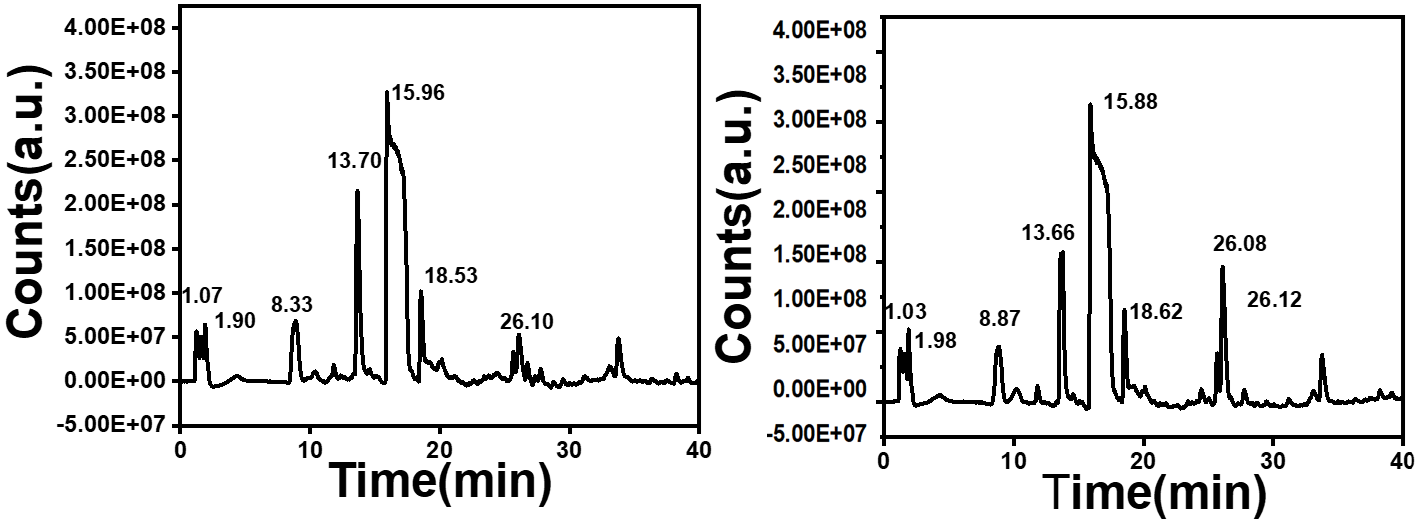 4.00E+08
3.50E+08
3.00E+08
2.50E+08
2.00E+08
1.50E+08
1.00E+08
5.00E+07
0.00E+00
-5.00E+07
Counts(a.u.)
1.07
1.90
8.33
13.70
15.96
18.53
26.10
0 10 20 30 40
Time(min)
4.00E+08
3.50E+08
3.00E+08
2.50E+08
2.00E+08
1.50E+08
1.00E+08
5.00E+07
0.00E+00
-5.00E+07
Counts(a.u.)
1.03
1.98
8.87
13.66
15.88
18.62
26.08
26.12
0 10 20 30 40
Time(min)